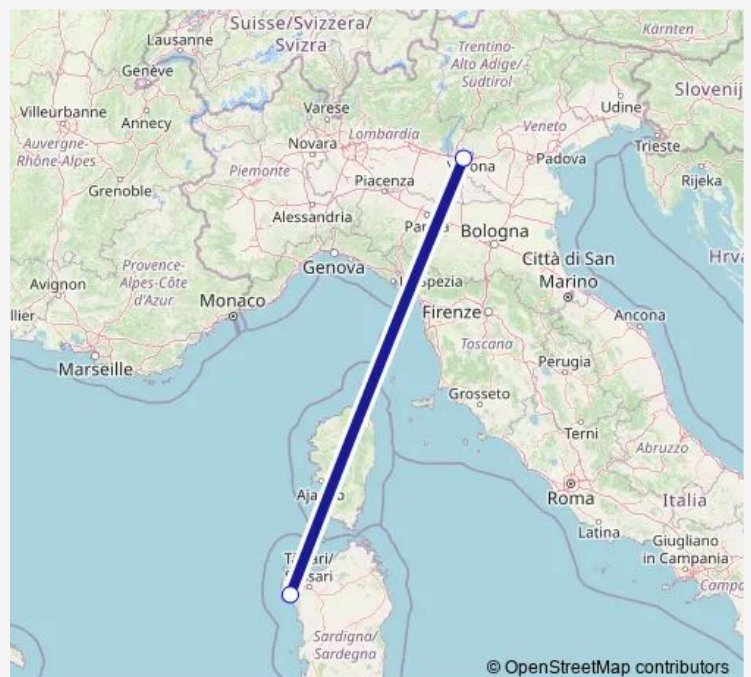 Suisse/Svizzera/
Svizra
Lausanne
Genève
Kärnten
Trentino-
Alto Adige/
Südtirol
Slovenij
Villeurbanne
Annecy
Varese
Udine
Auvergne-
Rhône-Alpes
Novara
Lombardia
Veneto
Trieste
Grenoble
Piemonte
Piacenza
Padova
Rijeka
Alessandria
Bologna
Genova
Provence-
Alpes-Côte
d'Azur
Avignon
Città di San
Marino
Monaco
Firenze
Ancona
Toscana
Marseille
Perugia
Grosseto
Terni
Abruzzo
Roma
Italia
Latina
Giugliano
in Campania
Sardigna/
Sardegna
© OpenStreetMap contributors